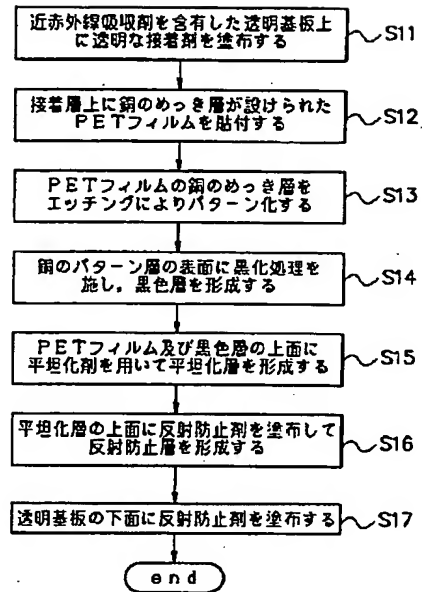 近赤外線吸収剤を含有した透明基板上
に透明な接着剤を塗布する
S11
接着層上に銅のめっき層が設けられた
PETフィルムを貼付する
S12
PETフィルムの銅のめっき層を
エッチングによりパターン化する
S13
銅のパターン層の表面に黒化処理を
施し,黒色層を形成する
S14
PETフィルム及び黒色層の上面に
平坦化剤を用いて平坦化層を形成する
S15
平坦化層の上面に反射防止剤を塗布して
反射防止層を形成する
S16
透明基板の下面に反射防止剤を塗布する
S17
end